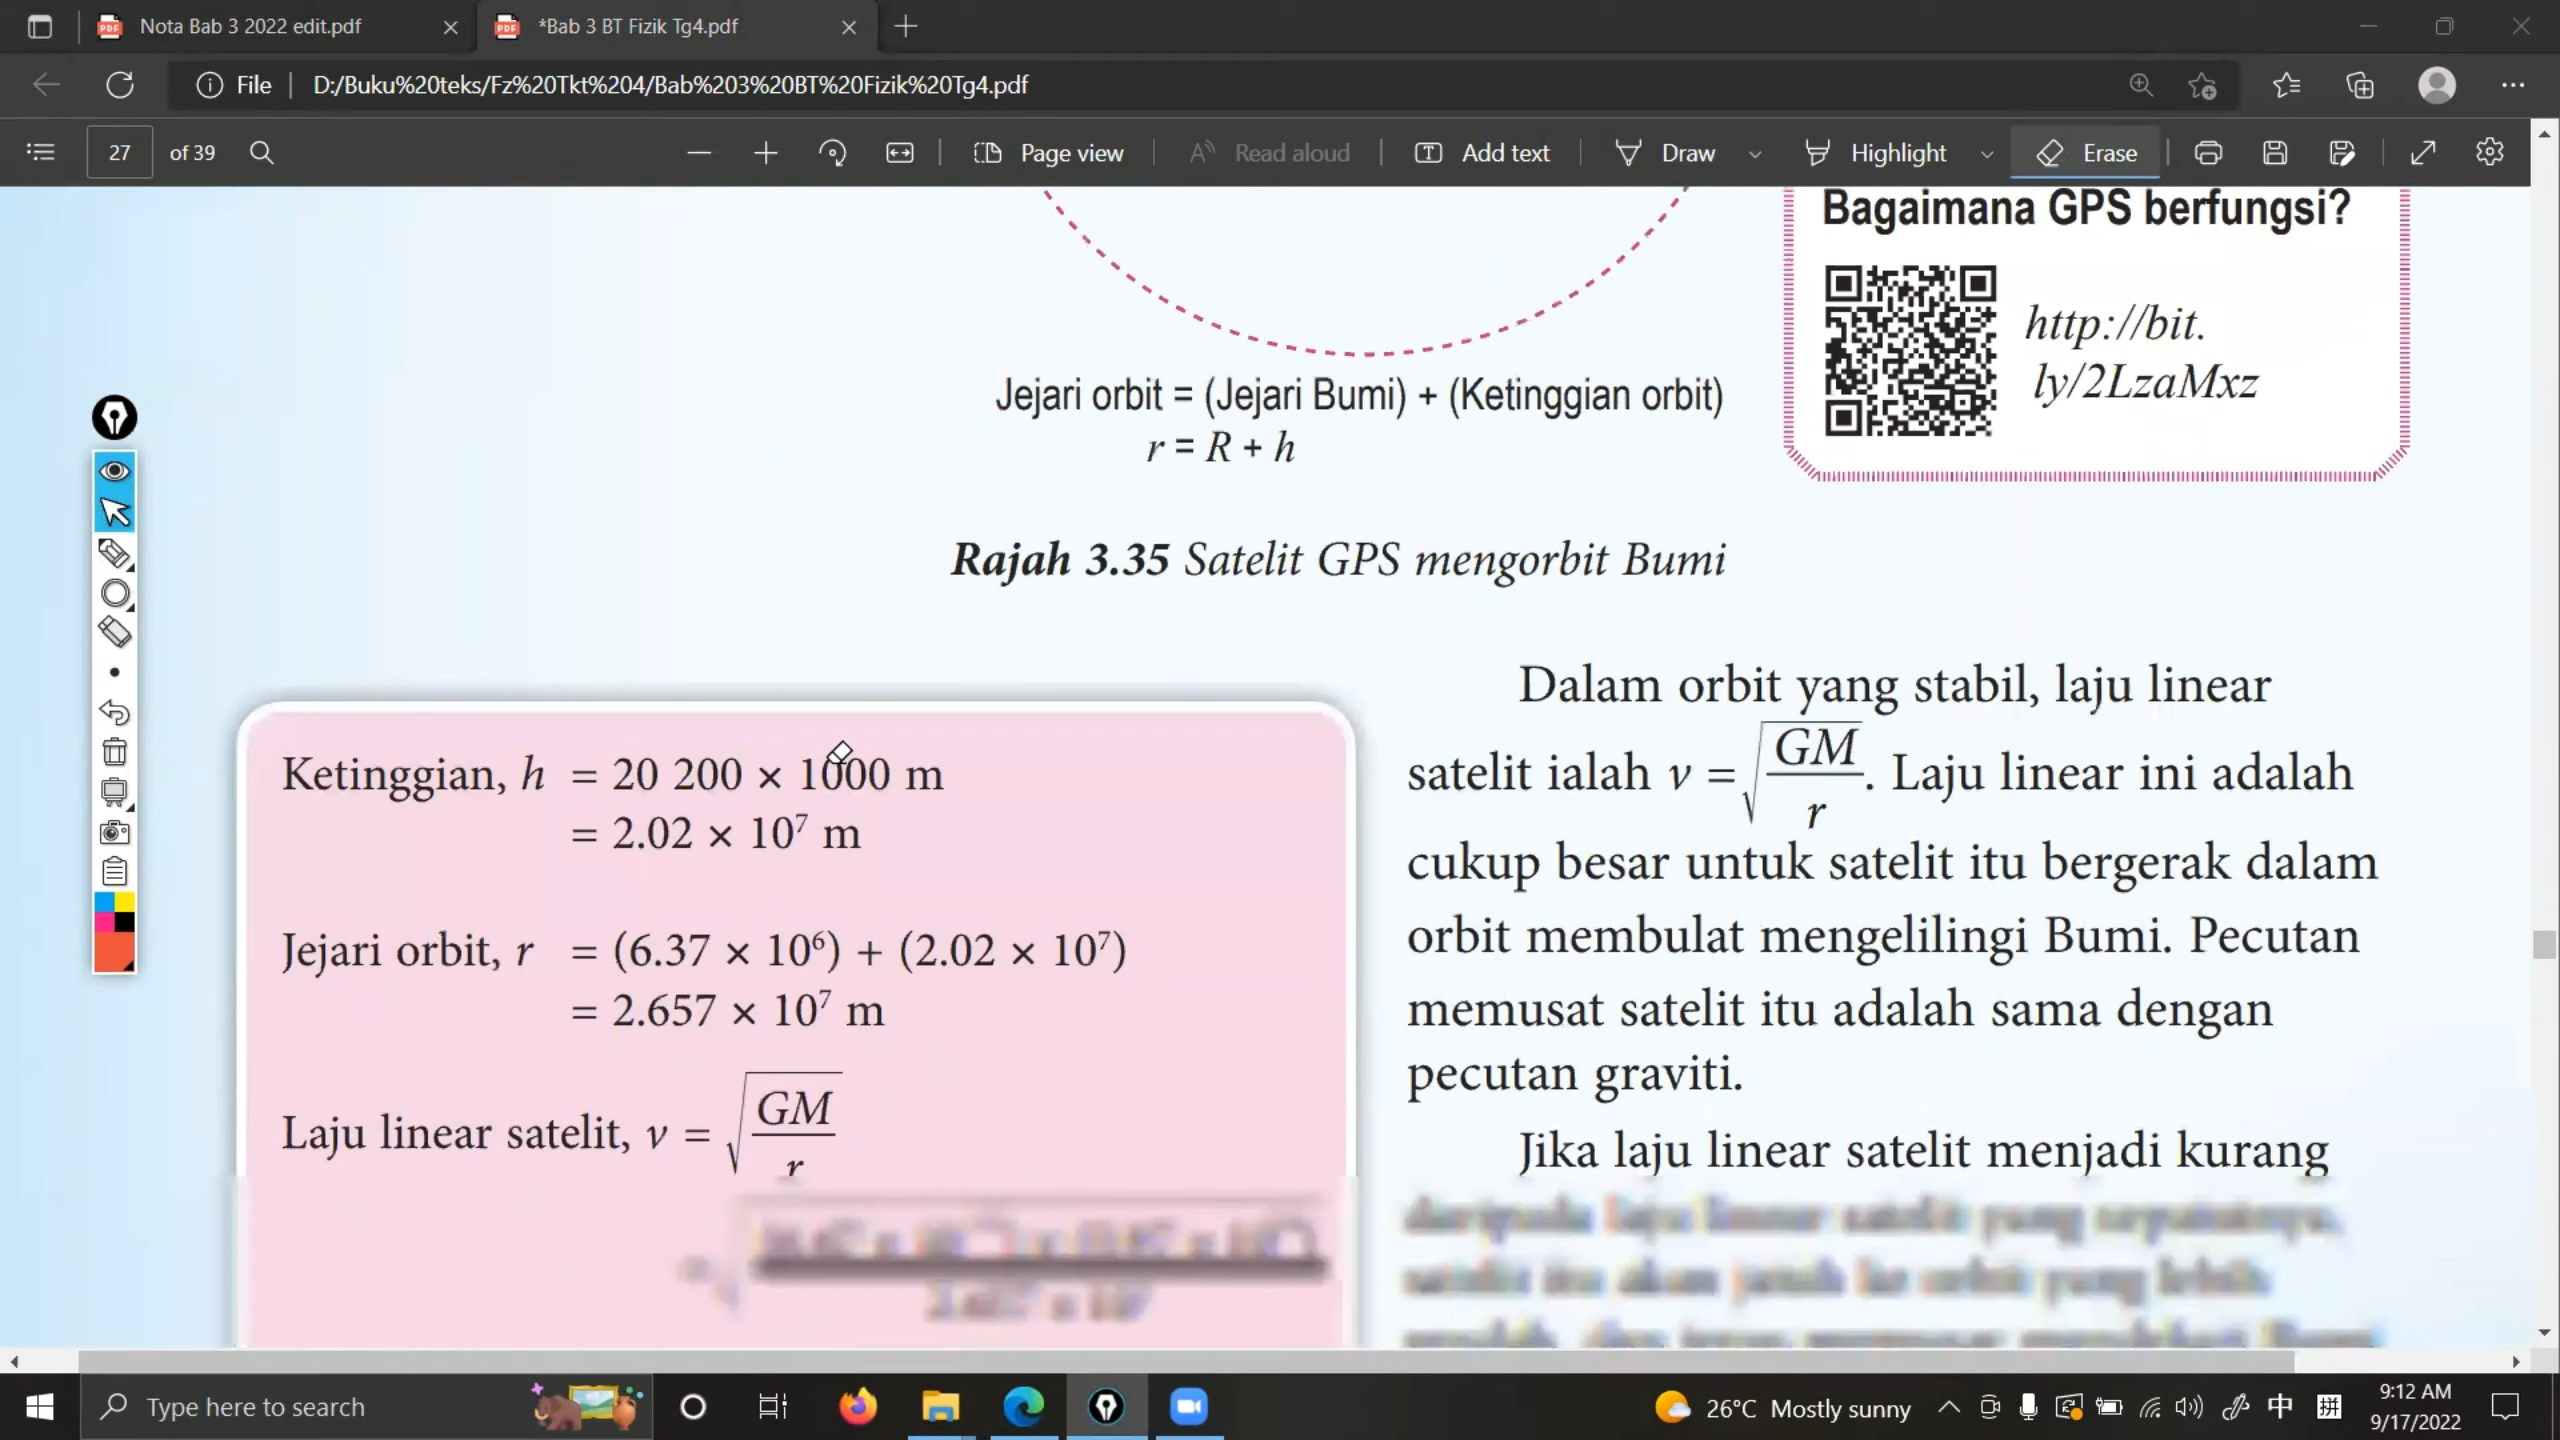 Nota Bab 3 2022 edit.pdf
*Bab 3 BT Fizik Tg4.pdf
File
D:/Buku%20teks/Fz%20Tkt%204/Bab%203%20BT%20Fizik%20Tg4.pdf
27 of 39
Page view
Read aloud
Add text
Draw
Highlight
Erase
Bagaimana GPS berfungsi?
http://bit.
ly/2LzaMxz
Jejari orbit = (Jejari Bumi) + (Ketinggian orbit)
r = R + h
Rajah 3.35 Satelit GPS mengorbit Bumi
Ketinggian, h = 20 200 × 1000 m
= 2.02 × 10⁷ m
Jejari orbit, r = (6.37 × 10⁶) + (2.02 × 10⁷)
= 2.657 × 10⁷ m
Laju linear satelit, v = √(GM/r)
Dalam orbit yang stabil, laju linear
satelit ialah v = √(GM/r). Laju linear ini adalah
cukup besar untuk satelit itu bergerak dalam
orbit membulat mengelilingi Bumi. Pecutan
memusat satelit itu adalah sama dengan
pecutan graviti.
Jika laju linear satelit menjadi kurang
Type here to search
26°C Mostly sunny
中
拼
9:12 AM
9/17/2022